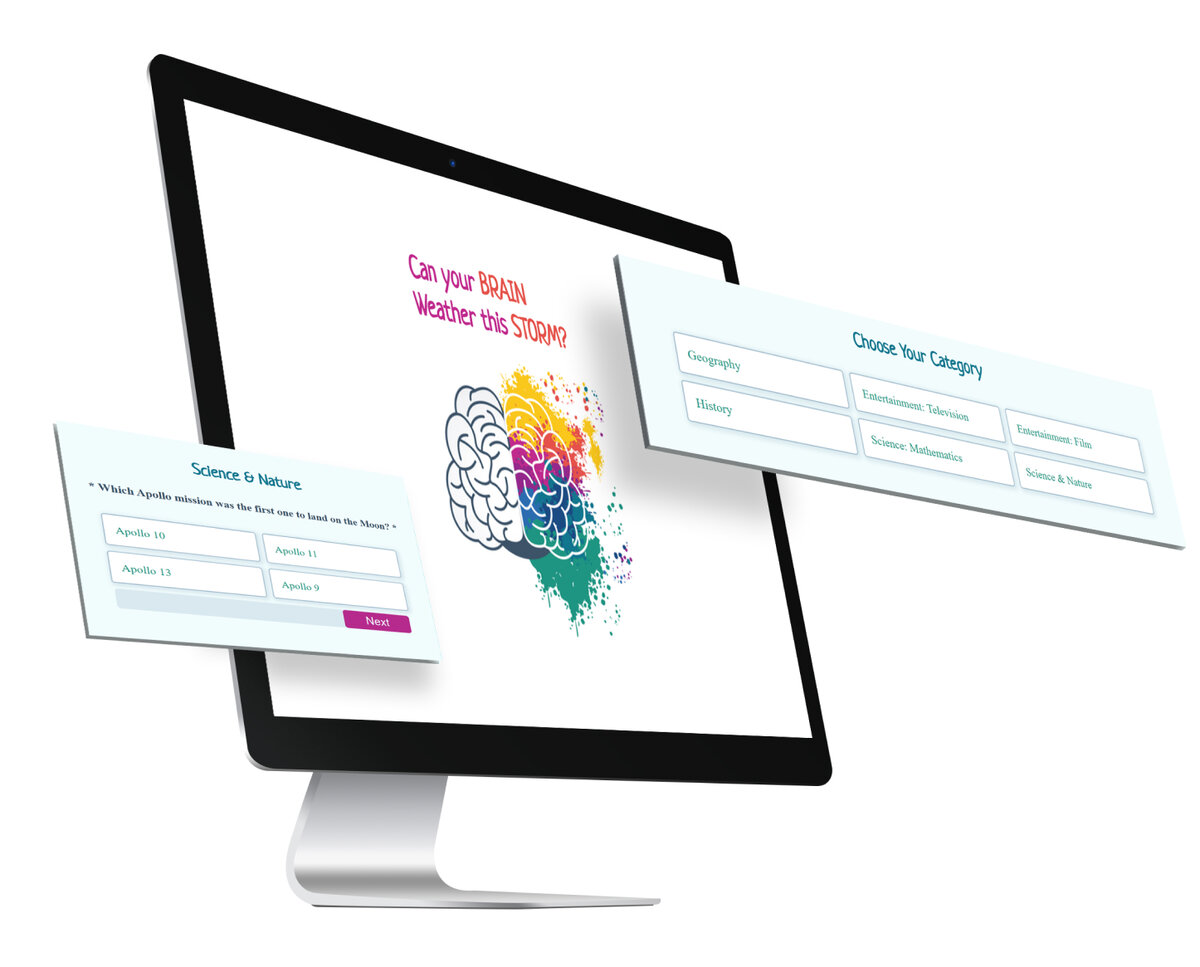 Can your BRAIN
Weather this STORM?
Choose Your Category
Geography
Entertainment: Television
Entertainment: Film
History
Science: Mathematics
Science & Nature
Science & Nature
* Which Apollo mission was the first one to land on the Moon? *
Apollo 10
Apollo 11
Apollo 13
Apollo 9
Next